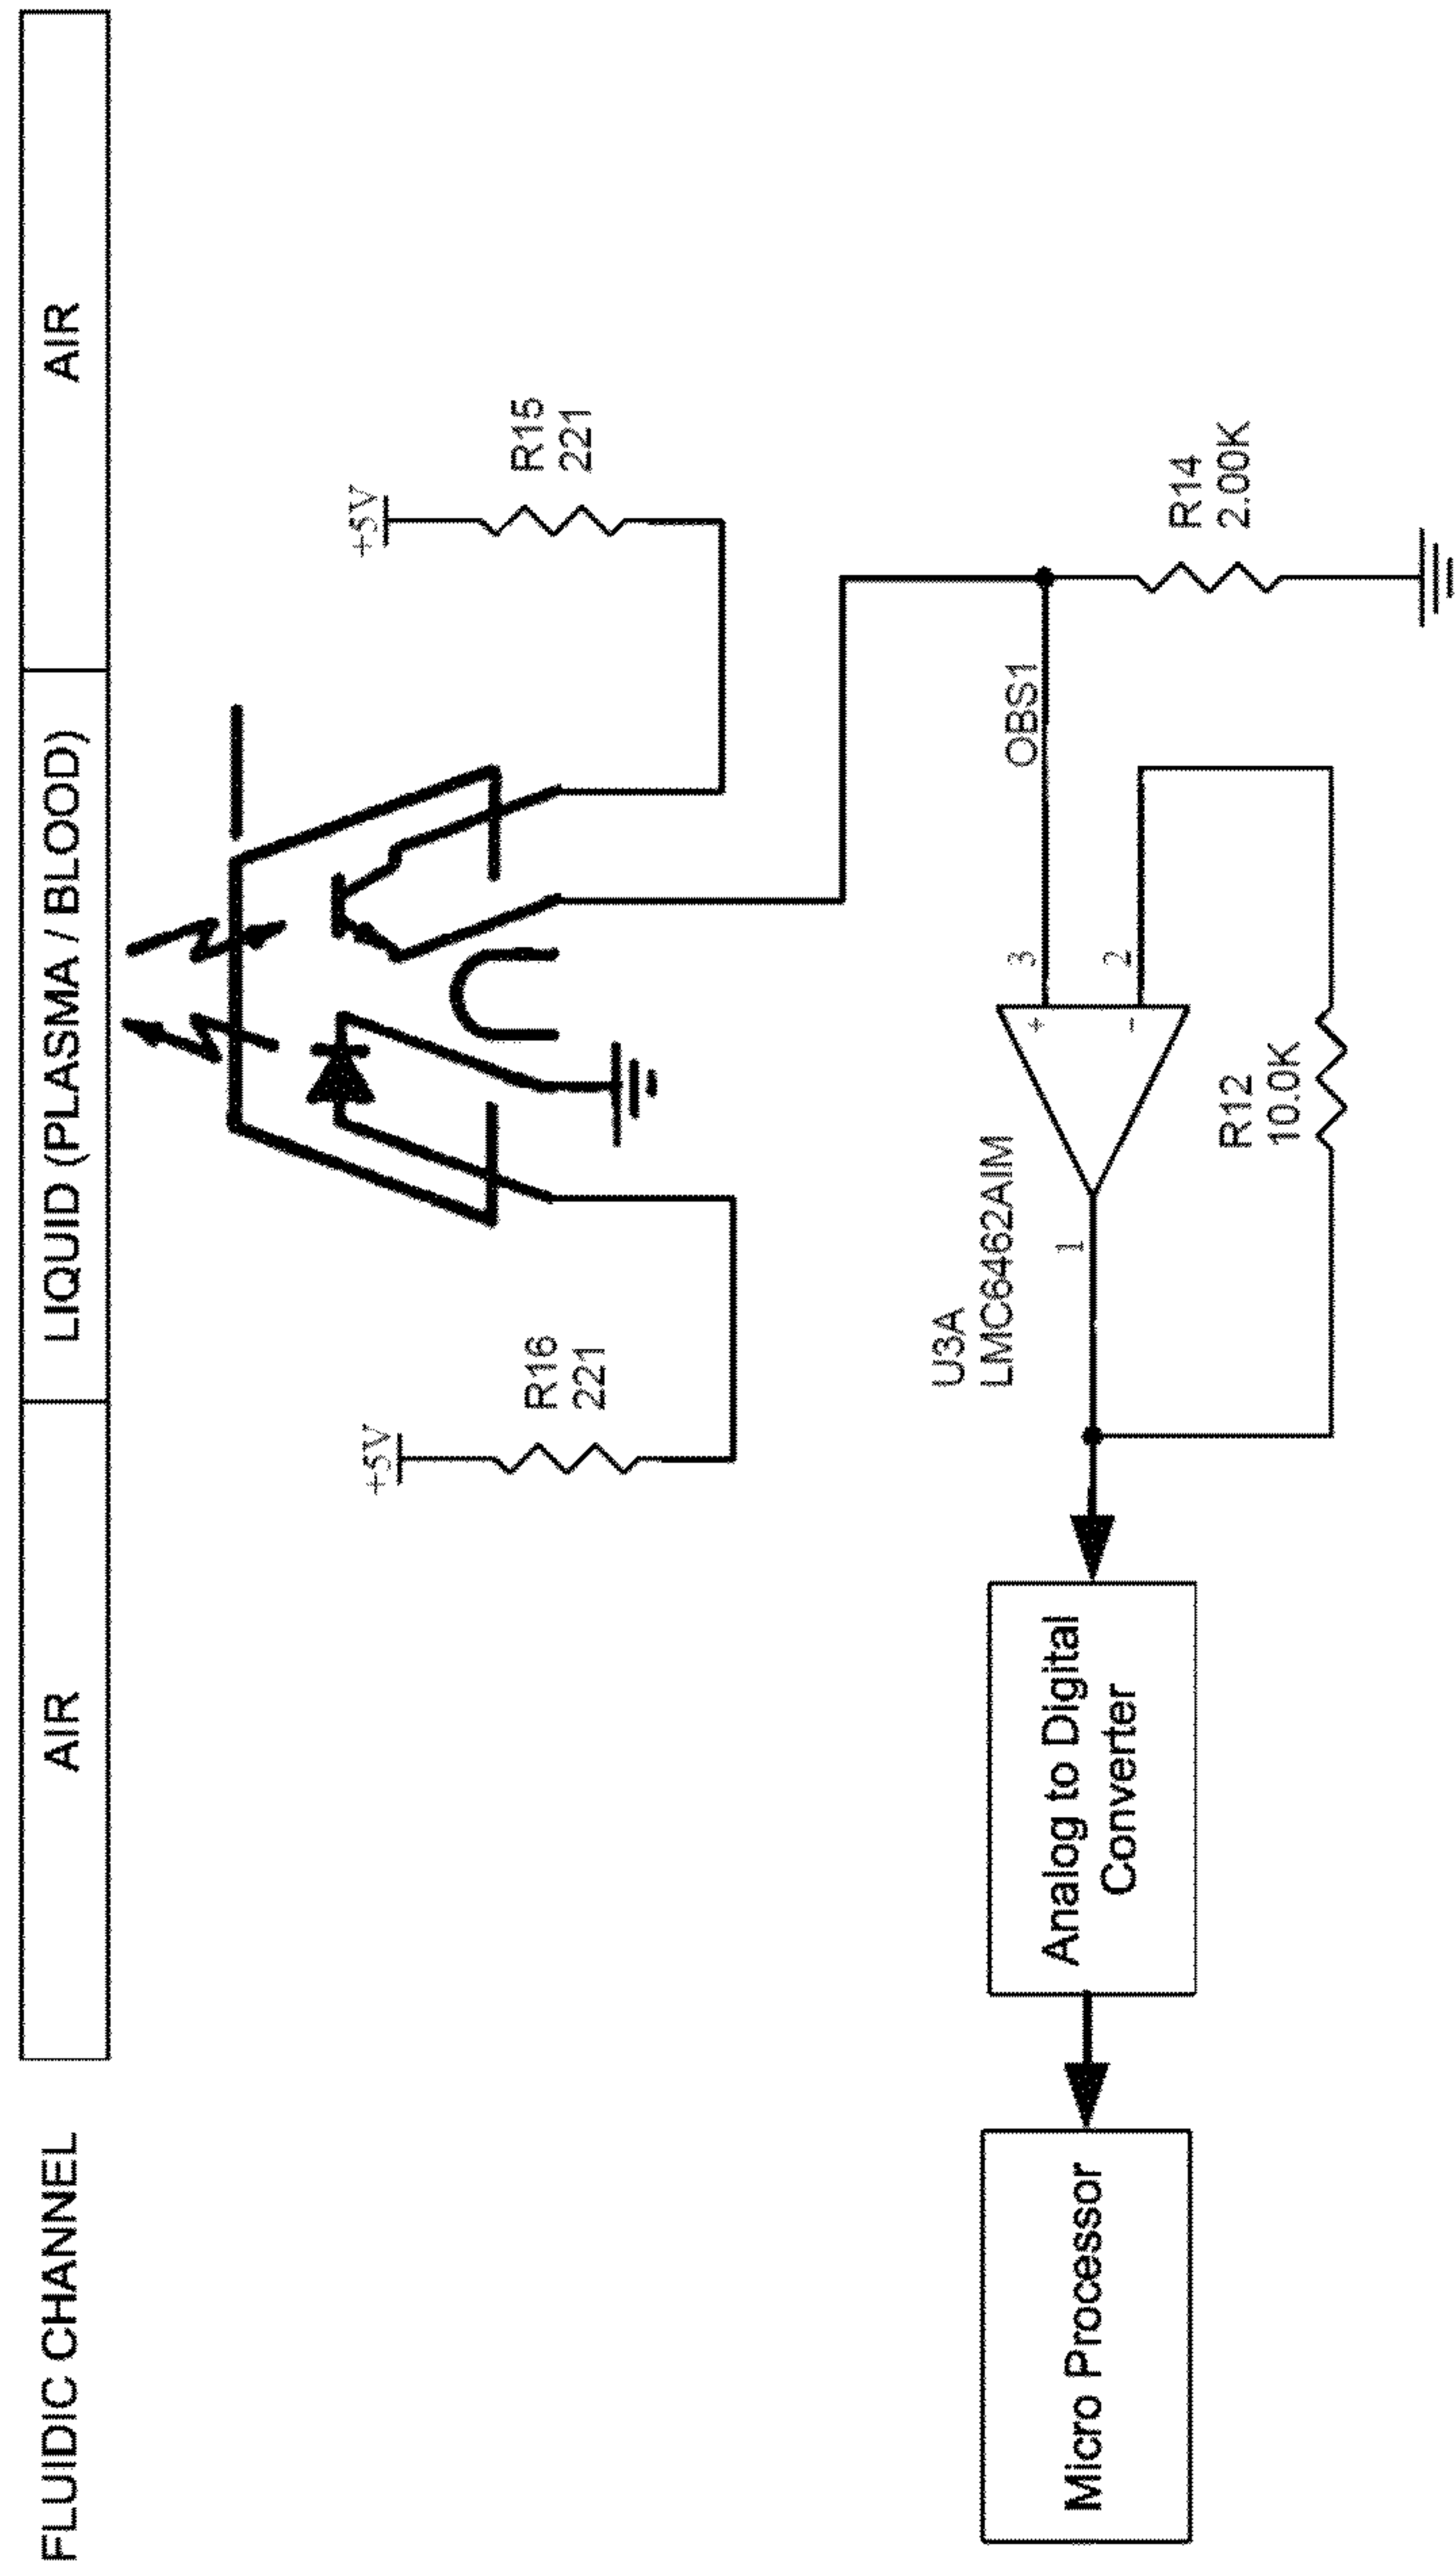 FLUIDIC CHANNEL
AIR
LIQUID (PLASMA / BLOOD)
AIR
+5V
R16
221
+5V
R15
221
U3A
LMC6462AIM
1
3
+
2
-
OBS1
R12
10.0K
R14
2.00K
Analog to Digital
Converter
Micro Processor